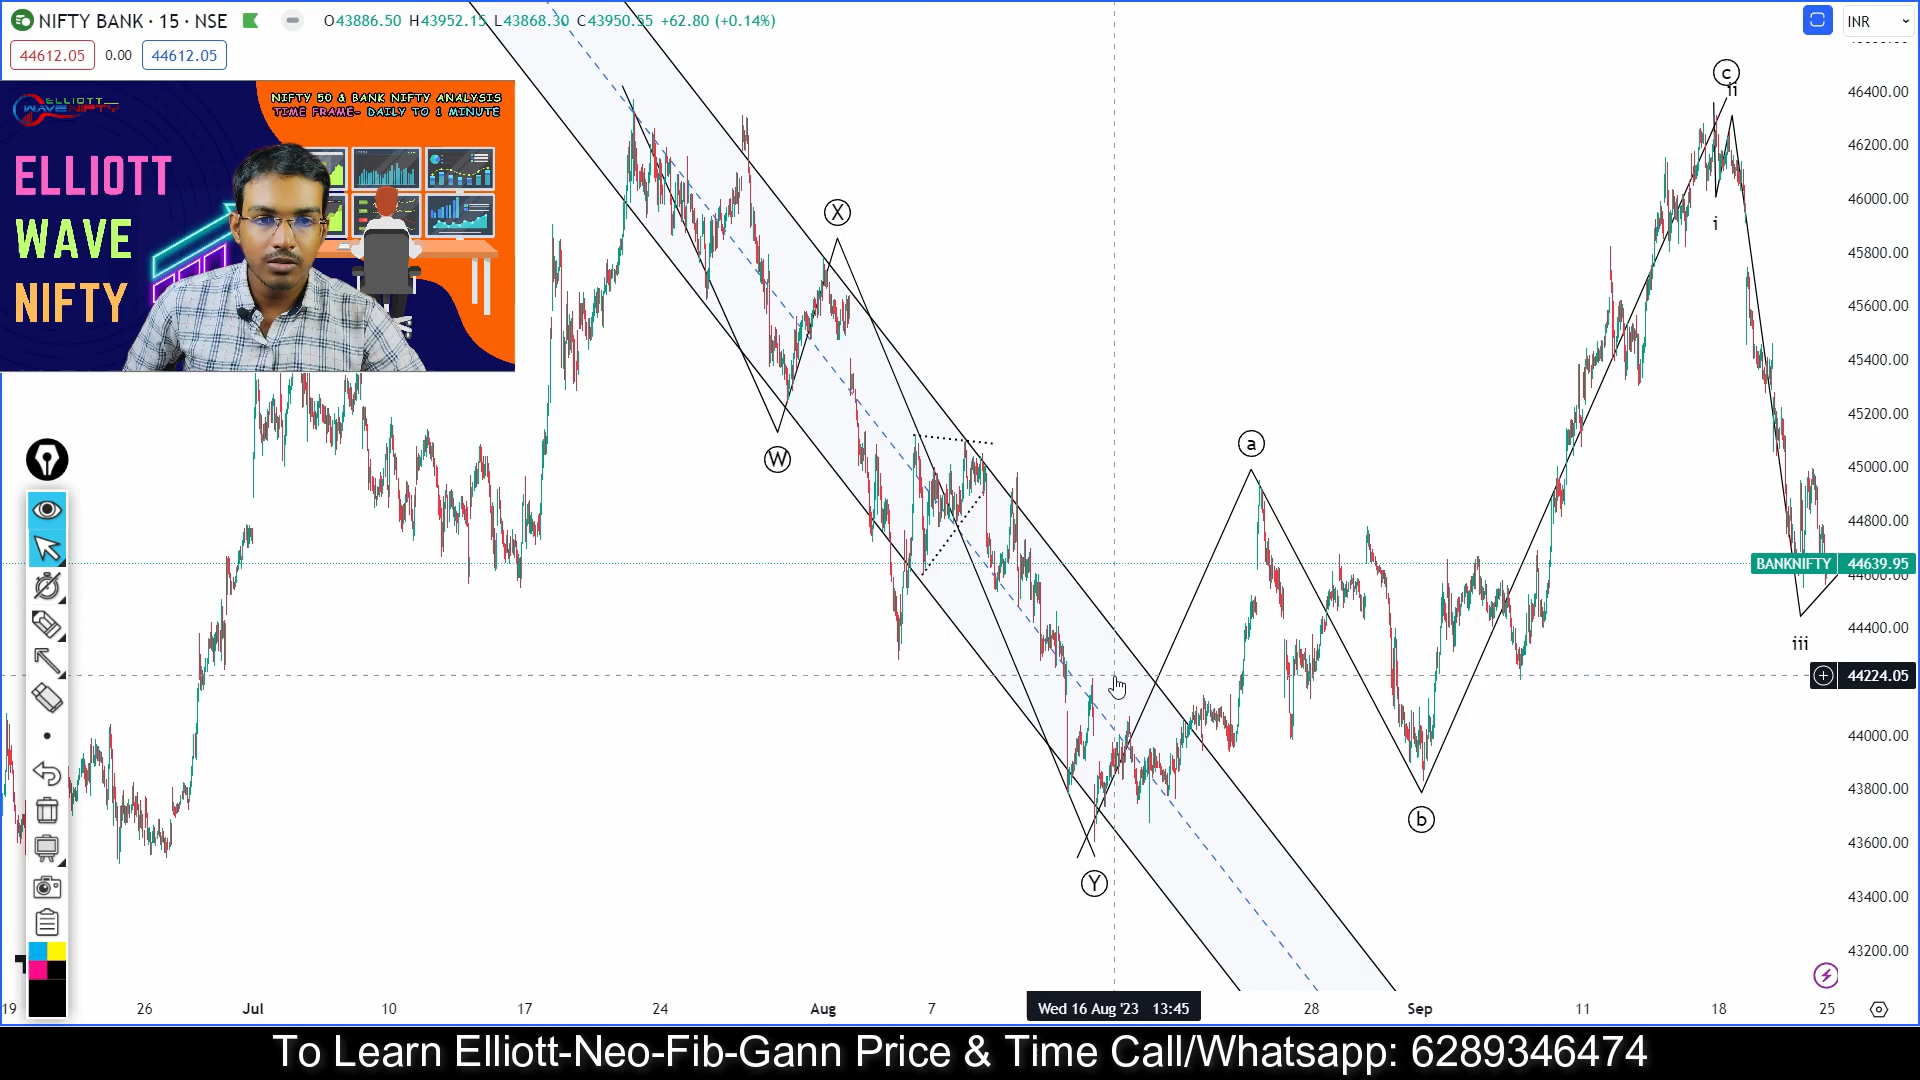 NIFTY BANK · 15 · NSE O43886.50 H43952.15 L43868.30 C43950.55 +62.80 (+0.14%)
INR
44612.05 0.00 44612.05
ELLIOTT
WAVE NIFTY
NIFTY 50 & BANK NIFTY ANALYSIS
TIME FRAME- DAILY TO 1 MINUTE
ELLIOTT
WAVE
NIFTY
c
ii
i
X
W
a
iii
b
Y
46400.00
46200.00
46000.00
45800.00
45600.00
45400.00
45200.00
45000.00
44800.00
BANKNIFTY 44639.95
44600.00
44400.00
44224.05
44000.00
43800.00
43600.00
43400.00
43200.00
19 26 Jul 10 17 24 Aug 7 Wed 16 Aug '23 13:45 28 Sep 11 18 25
To Learn Elliott-Neo-Fib-Gann Price & Time Call/Whatsapp: 6289346474